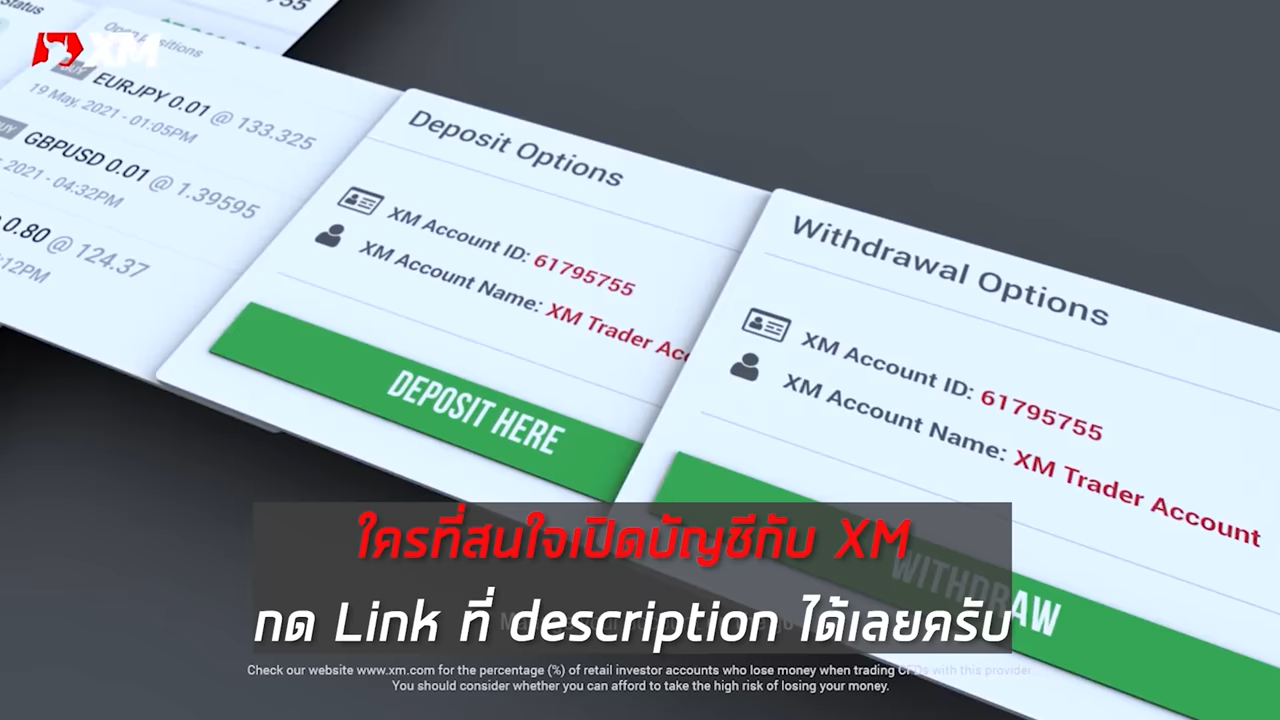 Status
XM
Open Positions
BUY EURJPY 0.01 @ 133.325
19 May, 2021 - 01:05PM
BUY GBPUSD 0.01 @ 1.39595
2021 - 04:32PM
0.80 @ 124.37
:12PM
Deposit Options
XM Account ID: 61795755
XM Account Name: XM Trader Acc
DEPOSIT HERE
Withdrawal Options
XM Account ID: 61795755
XM Account Name: XM Trader Account
WITHDRAW
ใครที่สนใจเปิดบัญชีกับ XM
กด Link ที่ description ได้เลยครับ
Check our website www.xm.com for the percentage (%) of retail investor accounts who lose money when trading CFDs with this provider.
You should consider whether you can afford to take the high risk of losing your money.